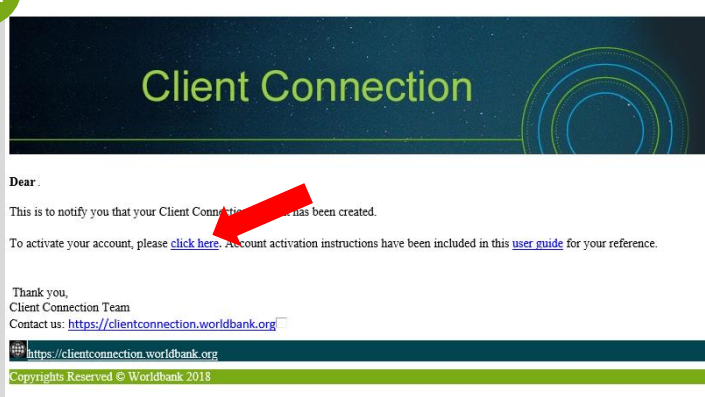 Client Connection
Dear .
This is to notify you that your Client Connection has been created.
To activate your account, please click here. Account activation instructions have been included in this user guide for your reference.
Thank you,
Client Connection Team
Contact us: https://clientconnection.worldbank.org
https://clientconnection.worldbank.org
Copyrights Reserved © Worldbank 2018